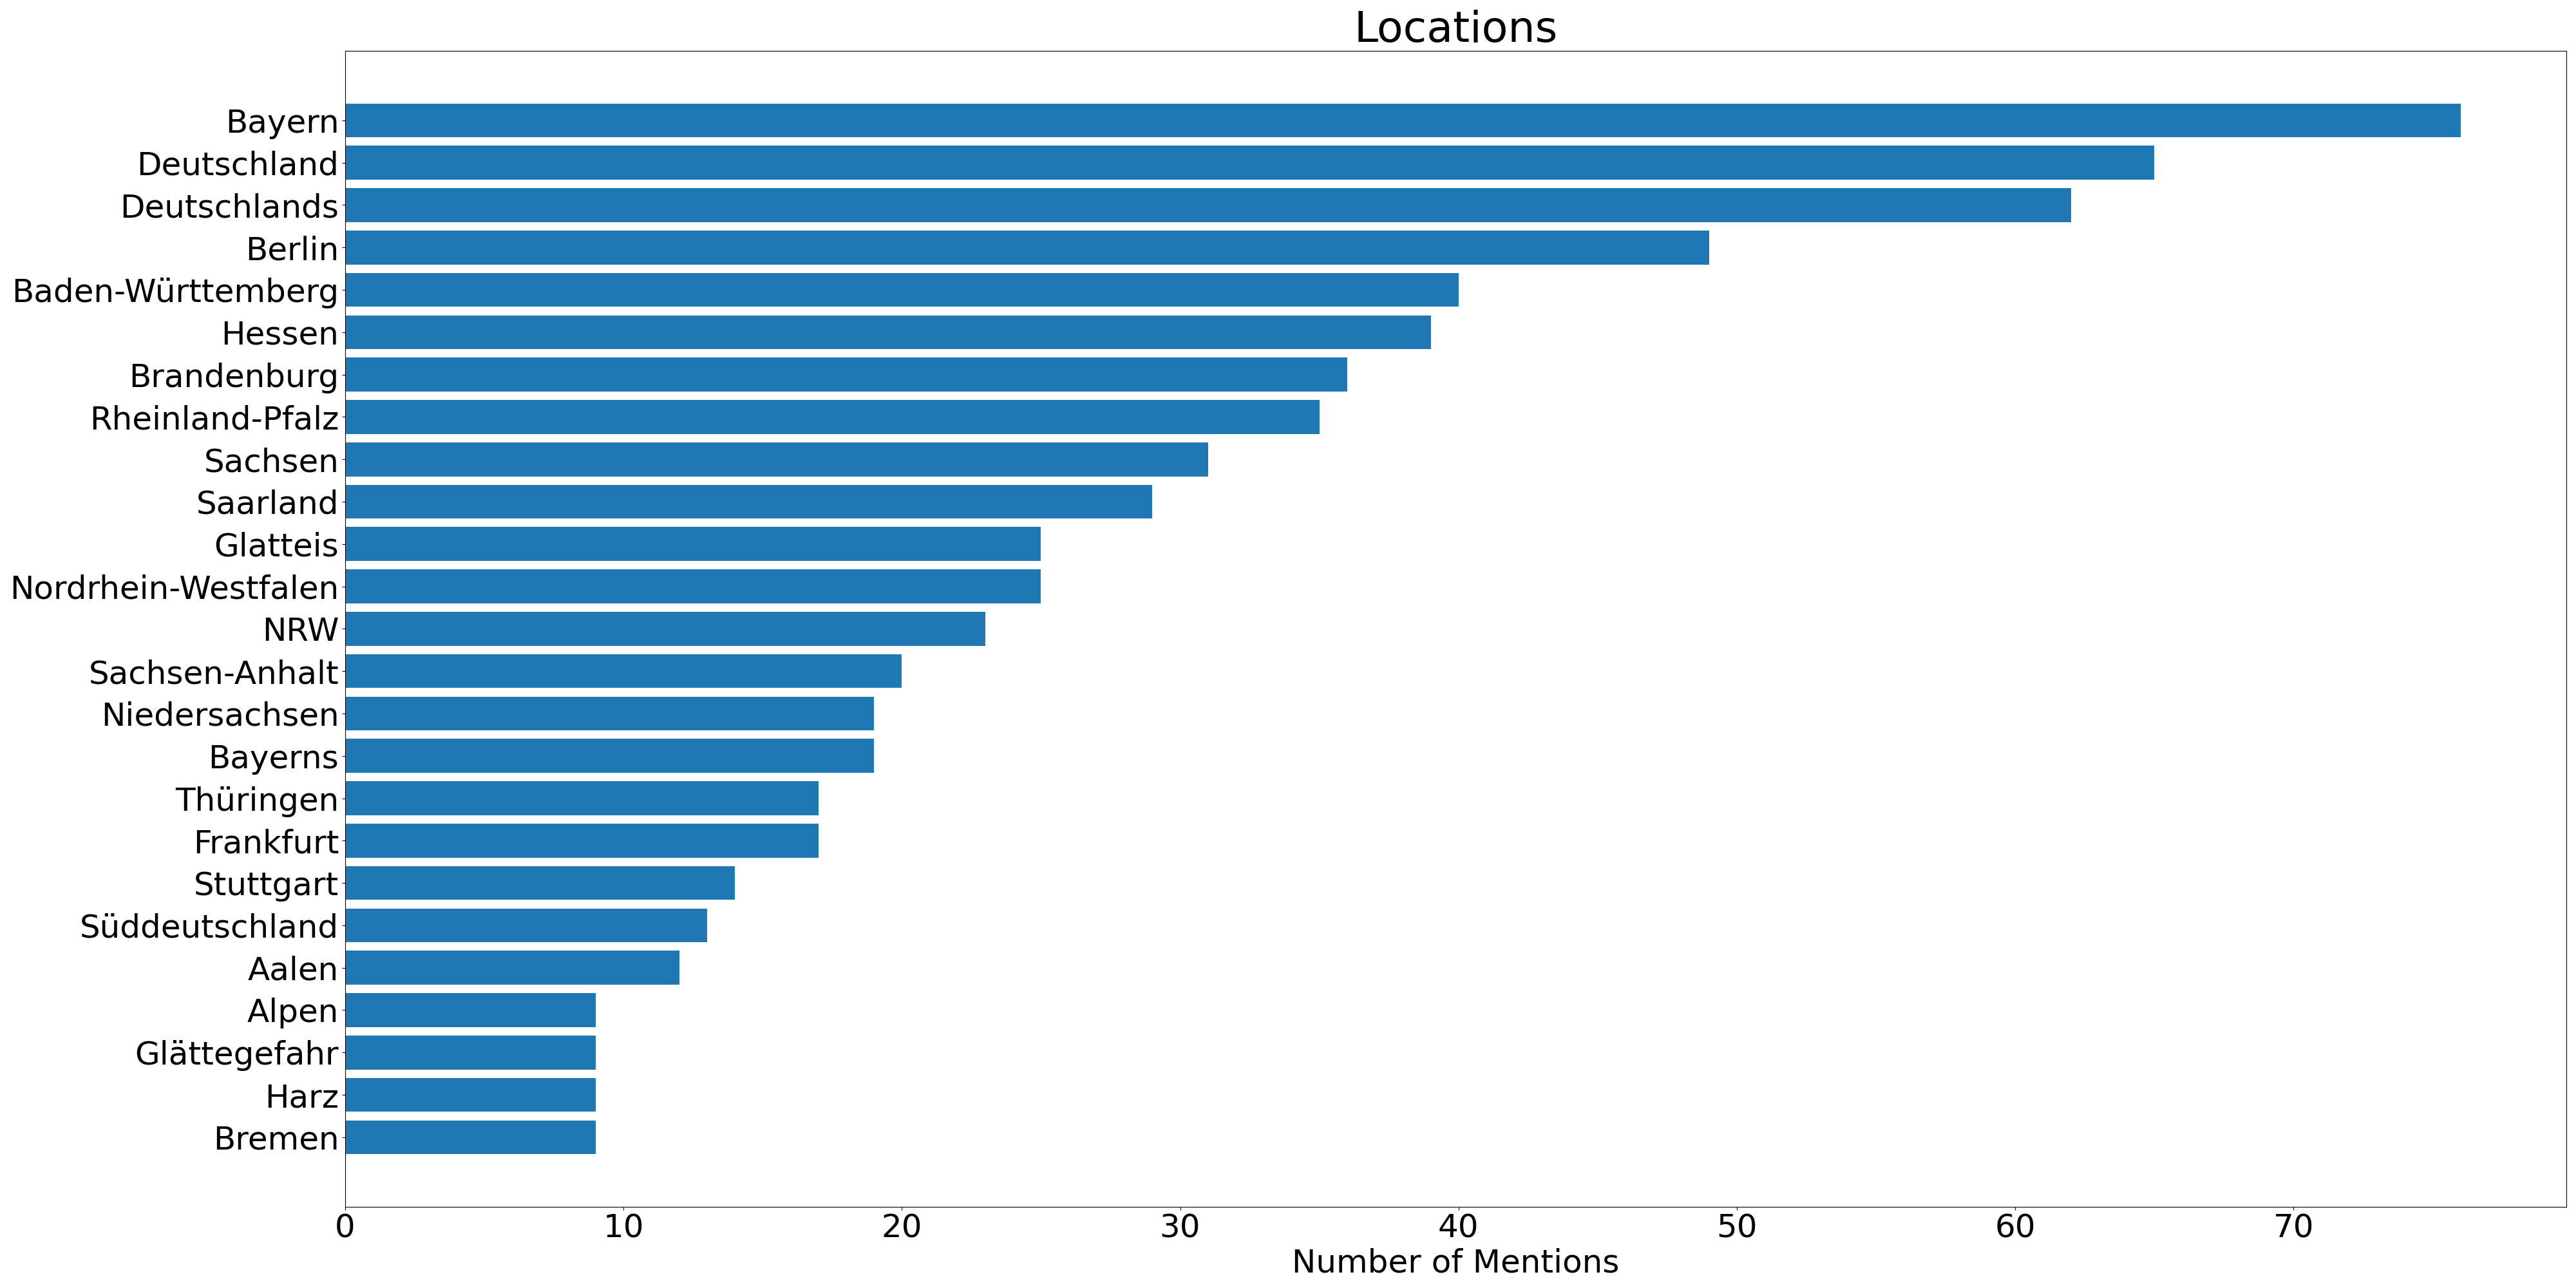 Locations
Bayern
Deutschland
Deutschlands
Berlin
Baden-Württemberg
Hessen
Brandenburg
Rheinland-Pfalz
Sachsen
Saarland
Glatteis
Nordrhein-Westfalen
NRW
Sachsen-Anhalt
Niedersachsen
Bayerns
Thüringen
Frankfurt
Stuttgart
Süddeutschland
Aalen
Alpen
Glättegefahr
Harz
Bremen
0 10 20 30 40 50 60 70
Number of Mentions